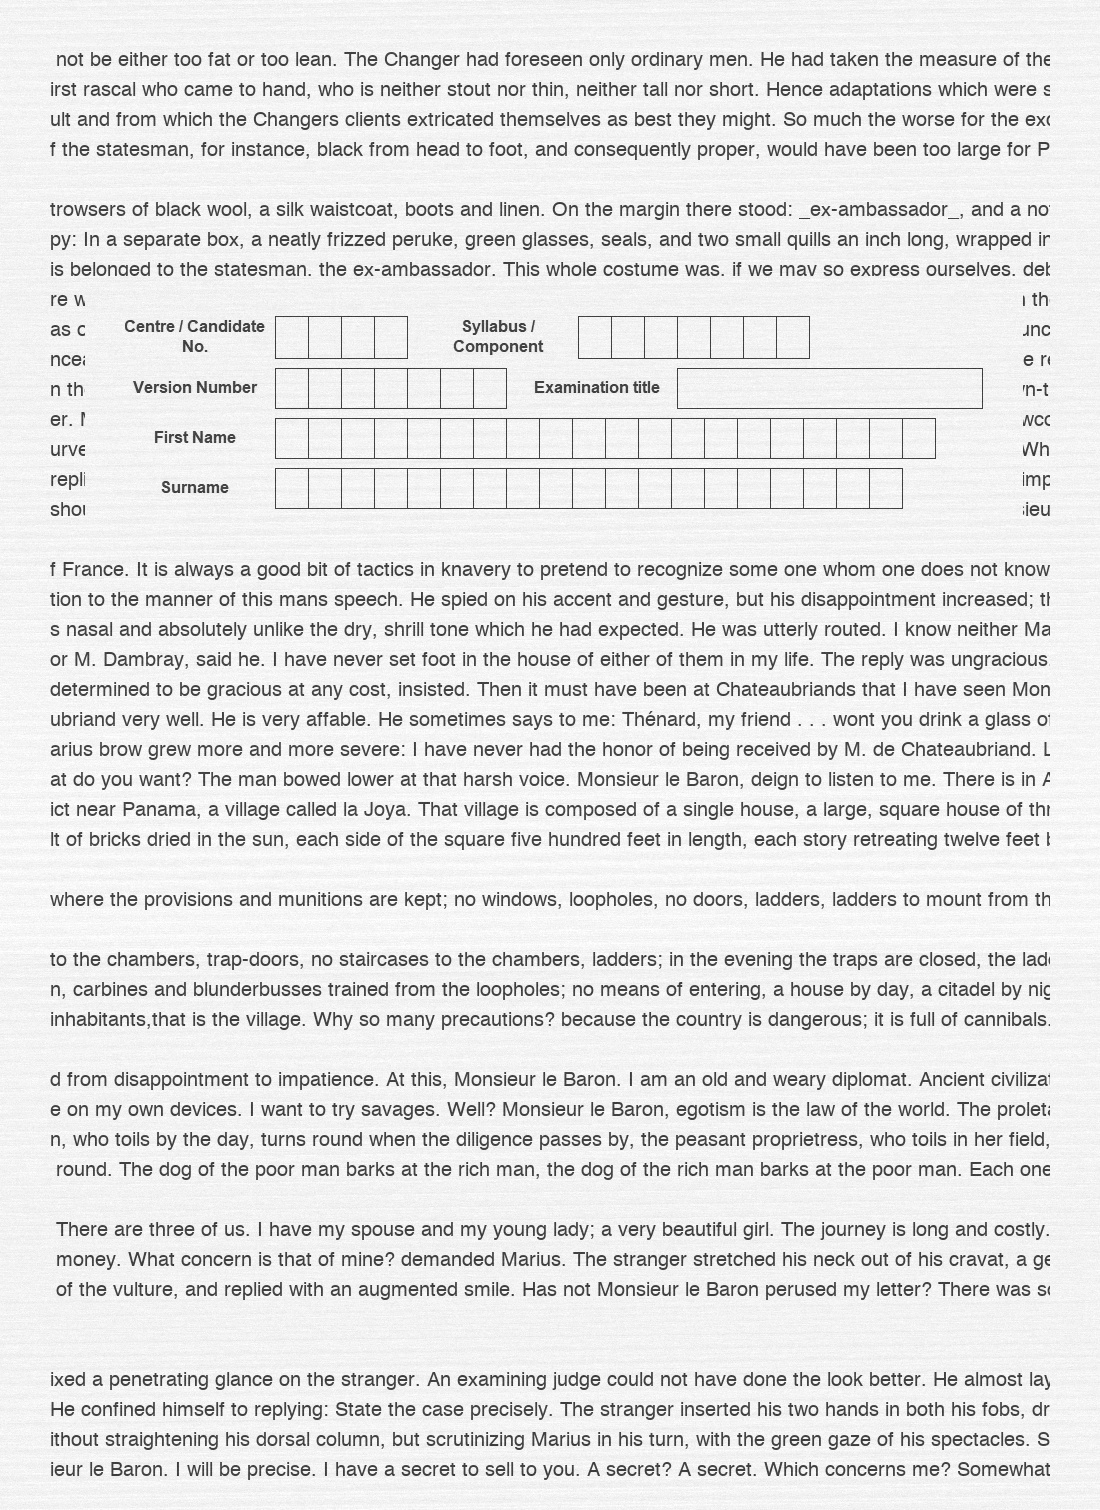 not be either too fat or too lean. The Changer had foreseen only ordinary men. He had taken the measure of the
irst rascal who came to hand, who is neither stout nor thin, neither tall nor short. Hence adaptations which were s
ult and from which the Changers clients extricated themselves as best they might. So much the worse for the exc
f the statesman, for instance, black from head to foot, and consequently proper, would have been too large for P
trowsers of black wool, a silk waistcoat, boots and linen. On the margin there stood: _ex-ambassador_, and a not
py: In a separate box, a neatly frizzed peruke, green glasses, seals, and two small quills an inch long, wrapped in
is belonged to the statesman, the ex-ambassador. This whole costume was, if we may so express ourselves, deb
re w
as c
ncea
n the
er. M
urve
repli
shou
Centre / Candidate No.
Syllabus / Component
Version Number
Examination title
First Name
Surname
n the
unc
e re
n-t
wco
Wh
imp
sieu
f France. It is always a good bit of tactics in knavery to pretend to recognize some one whom one does not know
tion to the manner of this mans speech. He spied on his accent and gesture, but his disappointment increased; th
s nasal and absolutely unlike the dry, shrill tone which he had expected. He was utterly routed. I know neither Ma
or M. Dambray, said he. I have never set foot in the house of either of them in my life. The reply was ungracious.
determined to be gracious at any cost, insisted. Then it must have been at Chateaubriands that I have seen Mon
ubriand very well. He is very affable. He sometimes says to me: Thénard, my friend . . . wont you drink a glass of
arius brow grew more and more severe: I have never had the honor of being received by M. de Chateaubriand. L
at do you want? The man bowed lower at that harsh voice. Monsieur le Baron, deign to listen to me. There is in A
ict near Panama, a village called la Joya. That village is composed of a single house, a large, square house of thr
lt of bricks dried in the sun, each side of the square five hundred feet in length, each story retreating twelve feet b
where the provisions and munitions are kept; no windows, loopholes, no doors, ladders, ladders to mount from th
to the chambers, trap-doors, no staircases to the chambers, ladders; in the evening the traps are closed, the lad
n, carbines and blunderbusses trained from the loopholes; no means of entering, a house by day, a citadel by nig
inhabitants,that is the village. Why so many precautions? because the country is dangerous; it is full of cannibals.
d from disappointment to impatience. At this, Monsieur le Baron. I am an old and weary diplomat. Ancient civilizat
e on my own devices. I want to try savages. Well? Monsieur le Baron, egotism is the law of the world. The proleta
n, who toils by the day, turns round when the diligence passes by, the peasant proprietress, who toils in her field,
round. The dog of the poor man barks at the rich man, the dog of the rich man barks at the poor man. Each one
There are three of us. I have my spouse and my young lady; a very beautiful girl. The journey is long and costly.
money. What concern is that of mine? demanded Marius. The stranger stretched his neck out of his cravat, a ge
of the vulture, and replied with an augmented smile. Has not Monsieur le Baron perused my letter? There was so
ixed a penetrating glance on the stranger. An examining judge could not have done the look better. He almost lay
He confined himself to replying: State the case precisely. The stranger inserted his two hands in both his fobs, dr
ithout straightening his dorsal column, but scrutinizing Marius in his turn, with the green gaze of his spectacles. S
ieur le Baron. I will be precise. I have a secret to sell to you. A secret? A secret. Which concerns me? Somewhat